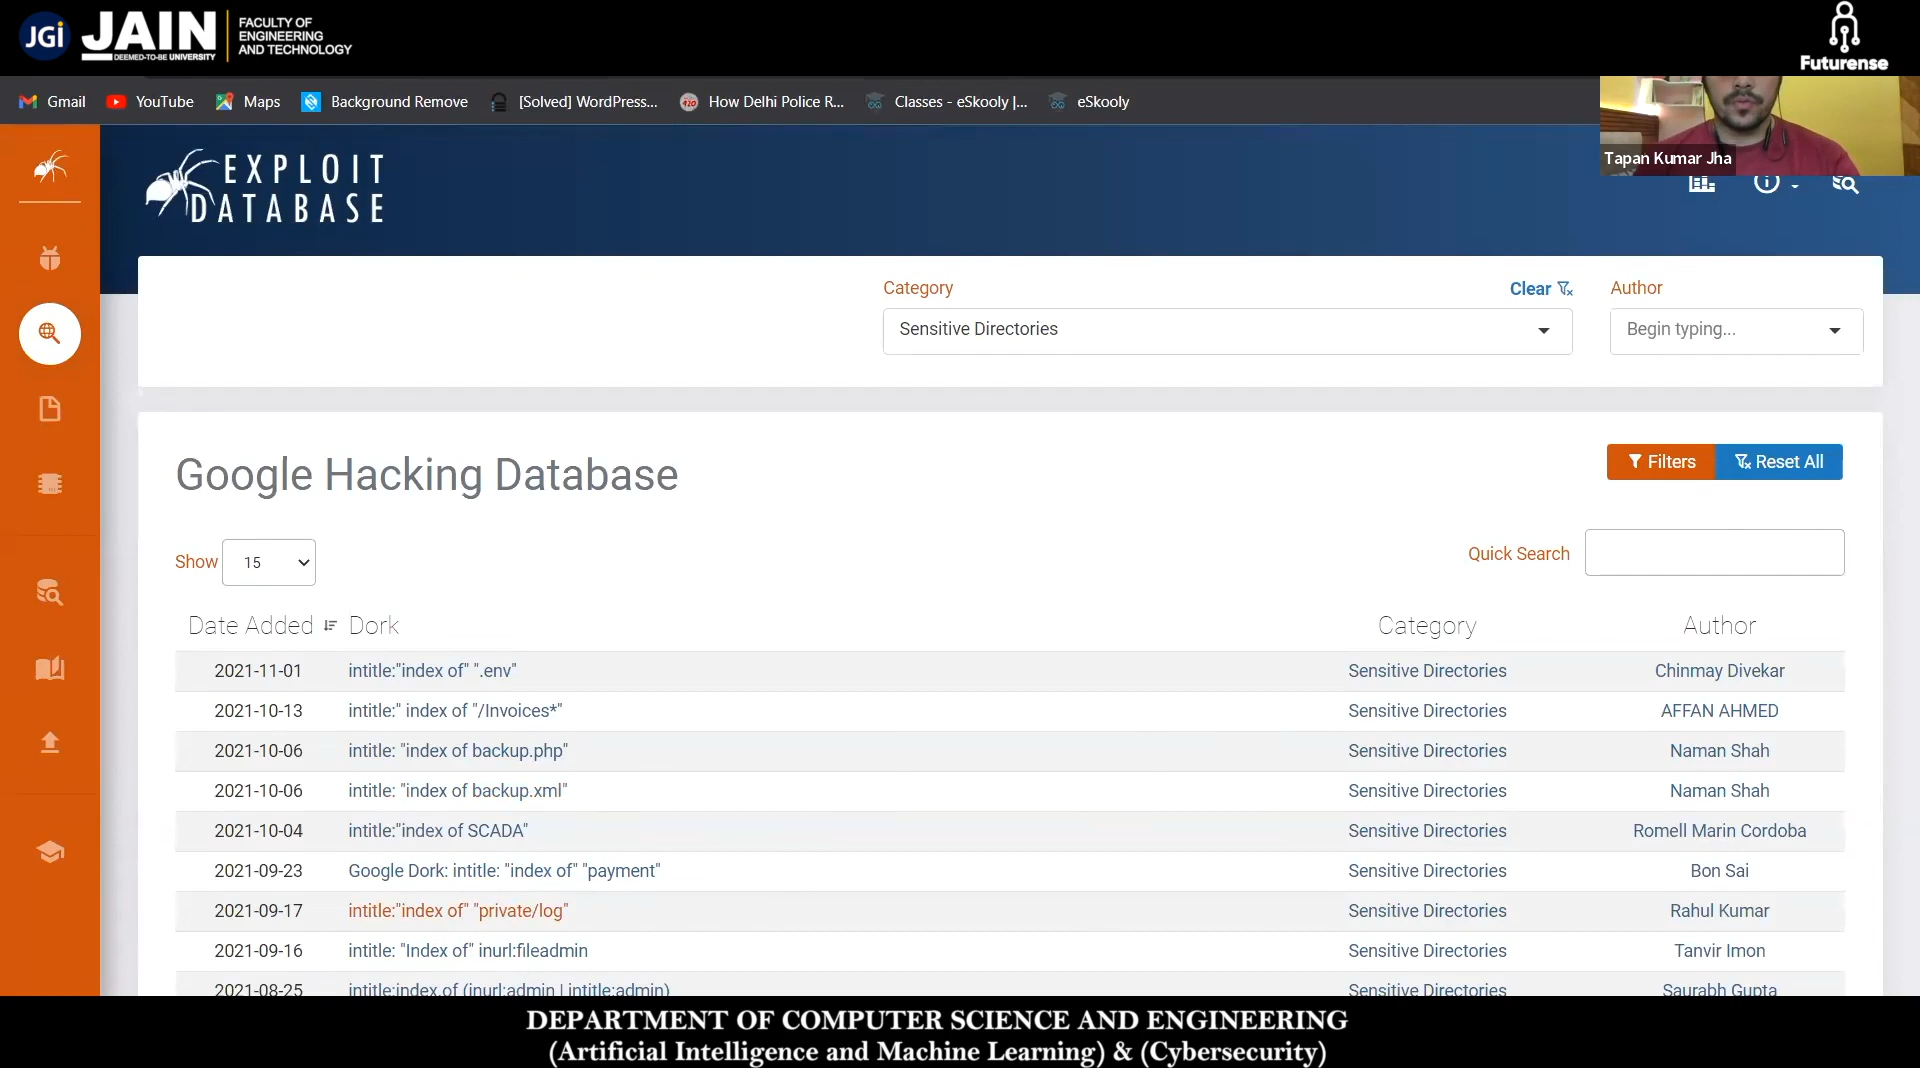 JGI JAIN DEEMED-TO-BE UNIVERSITY FACULTY OF ENGINEERING AND TECHNOLOGY
Futurense
Gmail YouTube Maps Background Remove [Solved] WordPress... How Delhi Police R... Classes - eSkooly |... eSkooly
Tapan Kumar Jha
EXPLOIT
DATABASE
Category Clear Author
Sensitive Directories Begin typing...
Google Hacking Database
Filters Reset All
Show 15 Quick Search
Date Added Dork Category Author
2021-11-01 intitle:"index of" ".env" Sensitive Directories Chinmay Divekar
2021-10-13 intitle:" index of "/Invoices*" Sensitive Directories AFFAN AHMED
2021-10-06 intitle: "index of backup.php" Sensitive Directories Naman Shah
2021-10-06 intitle: "index of backup.xml" Sensitive Directories Naman Shah
2021-10-04 intitle:"index of SCADA" Sensitive Directories Romell Marin Cordoba
2021-09-23 Google Dork: intitle: "index of" "payment" Sensitive Directories Bon Sai
2021-09-17 intitle:"index of" "private/log" Sensitive Directories Rahul Kumar
2021-09-16 intitle: "Index of" inurl:fileadmin Sensitive Directories Tanvir Imon
2021-08-25 intitle:index.of (inurl:admin | intitle:admin) Sensitive Directories Saurabh Gupta
DEPARTMENT OF COMPUTER SCIENCE AND ENGINEERING
(Artificial Intelligence and Machine Learning) & (Cybersecurity)